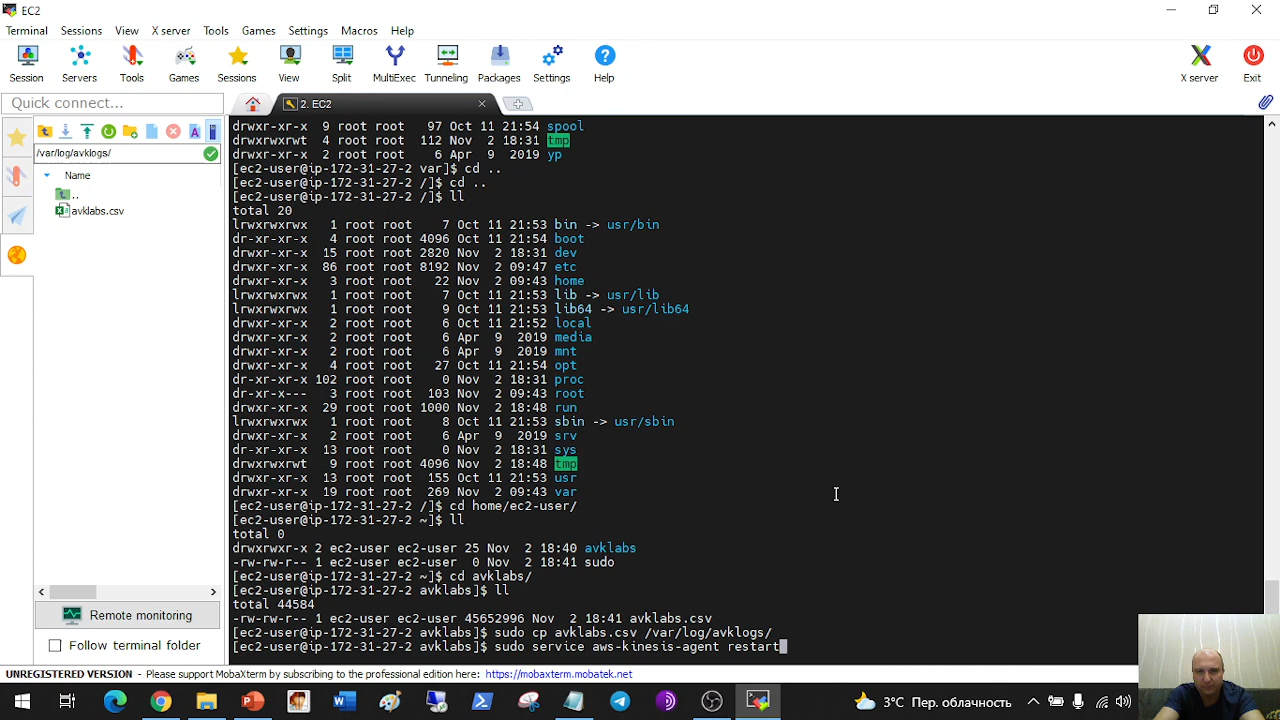 EC2
Terminal Sessions View X server Tools Games Settings Macros Help
Session Servers Tools Games Sessions View Split MultiExec Tunneling Packages Settings Help X server Exit
Quick connect...
2. EC2
/var/log/avklogs/
Name
..
avklabs.csv
drwxr-xr-x 9 root root 97 Oct 11 21:54 spool
drwxrwxrwt 4 root root 112 Nov 2 18:31 tmp
drwxr-xr-x 2 root root 6 Apr 9 2019 yp
[ec2-user@ip-172-31-27-2 var]$ cd ..
[ec2-user@ip-172-31-27-2 /]$ cd ..
[ec2-user@ip-172-31-27-2 /]$ ll
total 20
lrwxrwxrwx 1 root root 7 Oct 11 21:53 bin -> usr/bin
dr-xr-xr-x 4 root root 4096 Oct 11 21:54 boot
drwxr-xr-x 15 root root 2820 Nov 2 18:31 dev
drwxr-xr-x 86 root root 8192 Nov 2 09:47 etc
drwxr-xr-x 3 root root 22 Nov 2 09:43 home
lrwxrwxrwx 1 root root 7 Oct 11 21:53 lib -> usr/lib
lrwxrwxrwx 1 root root 9 Oct 11 21:53 lib64 -> usr/lib64
drwxr-xr-x 2 root root 6 Oct 11 21:52 local
drwxr-xr-x 2 root root 6 Apr 9 2019 media
drwxr-xr-x 2 root root 6 Apr 9 2019 mnt
drwxr-xr-x 4 root root 27 Oct 11 21:54 opt
dr-xr-xr-x 102 root root 0 Nov 2 18:31 proc
dr-xr-x--- 3 root root 103 Nov 2 09:43 root
drwxr-xr-x 29 root root 1000 Nov 2 18:48 run
lrwxrwxrwx 1 root root 8 Oct 11 21:53 sbin -> usr/sbin
drwxr-xr-x 2 root root 6 Apr 9 2019 srv
dr-xr-xr-x 13 root root 0 Nov 2 18:31 sys
drwxrwxrwt 9 root root 4096 Nov 2 18:48 tmp
drwxr-xr-x 13 root root 155 Oct 11 21:53 usr
drwxr-xr-x 19 root root 269 Nov 2 09:43 var
[ec2-user@ip-172-31-27-2 /]$ cd home/ec2-user/
[ec2-user@ip-172-31-27-2 ~]$ ll
total 0
drwxrwxr-x 2 ec2-user ec2-user 25 Nov 2 18:40 avklabs
-rw-rw-r-- 1 ec2-user ec2-user 0 Nov 2 18:41 sudo
[ec2-user@ip-172-31-27-2 ~]$ cd avklabs/
[ec2-user@ip-172-31-27-2 avklabs]$ ll
total 44584
-rw-rw-r-- 1 ec2-user ec2-user 45652996 Nov 2 18:41 avklabs.csv
[ec2-user@ip-172-31-27-2 avklabs]$ sudo cp avklabs.csv /var/log/avklogs/
[ec2-user@ip-172-31-27-2 avklabs]$ sudo service aws-kinesis-agent restart
Remote monitoring
Follow terminal folder
UNREGISTERED VERSION - Please support MobaXterm by subscribing to the professional edition here: https://mobaxterm.mobatek.net
3°C Пер. облачность